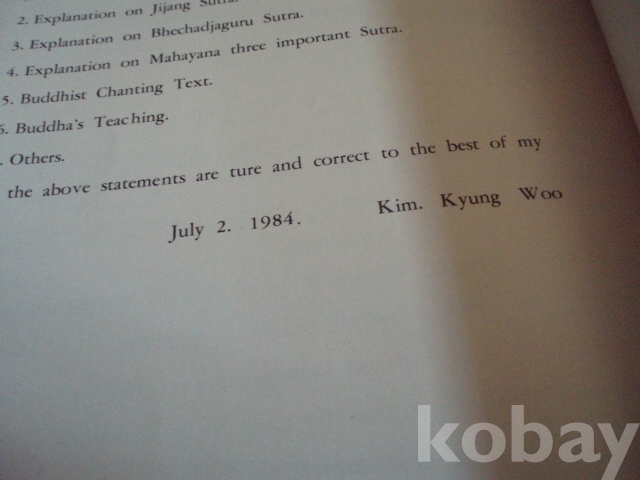 2. Explanation on Jijang Sutra.
3. Explanation on Bhechadjaguru Sutra.
4. Explanation on Mahayana three important Sutra.
5. Buddhist Chanting Text.
6. Buddha's Teaching.
. Others.
the above statements are ture and correct to the best of my
July 2. 1984. Kim. Kyung Woo
kobay